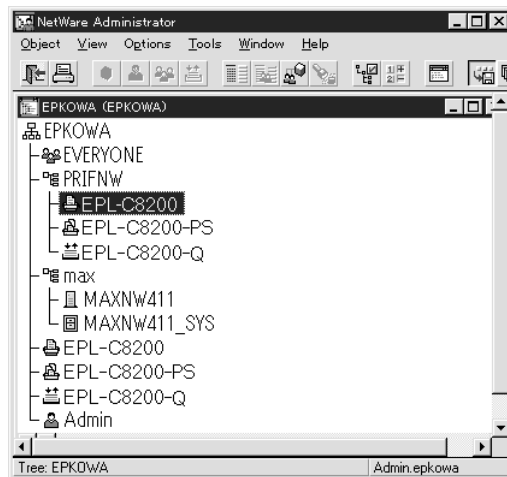 NetWare Administrator
Object View Options Tools Window Help
EPKOWA (EPKOWA)
EPKOWA
EVERYONE
PRIFNW
EPL-C8200
EPL-C8200-PS
EPL-C8200-Q
max
MAXNW411
MAXNW411_SYS
EPL-C8200
EPL-C8200-PS
EPL-C8200-Q
Admin
Tree: EPKOWA Admin.epkowa